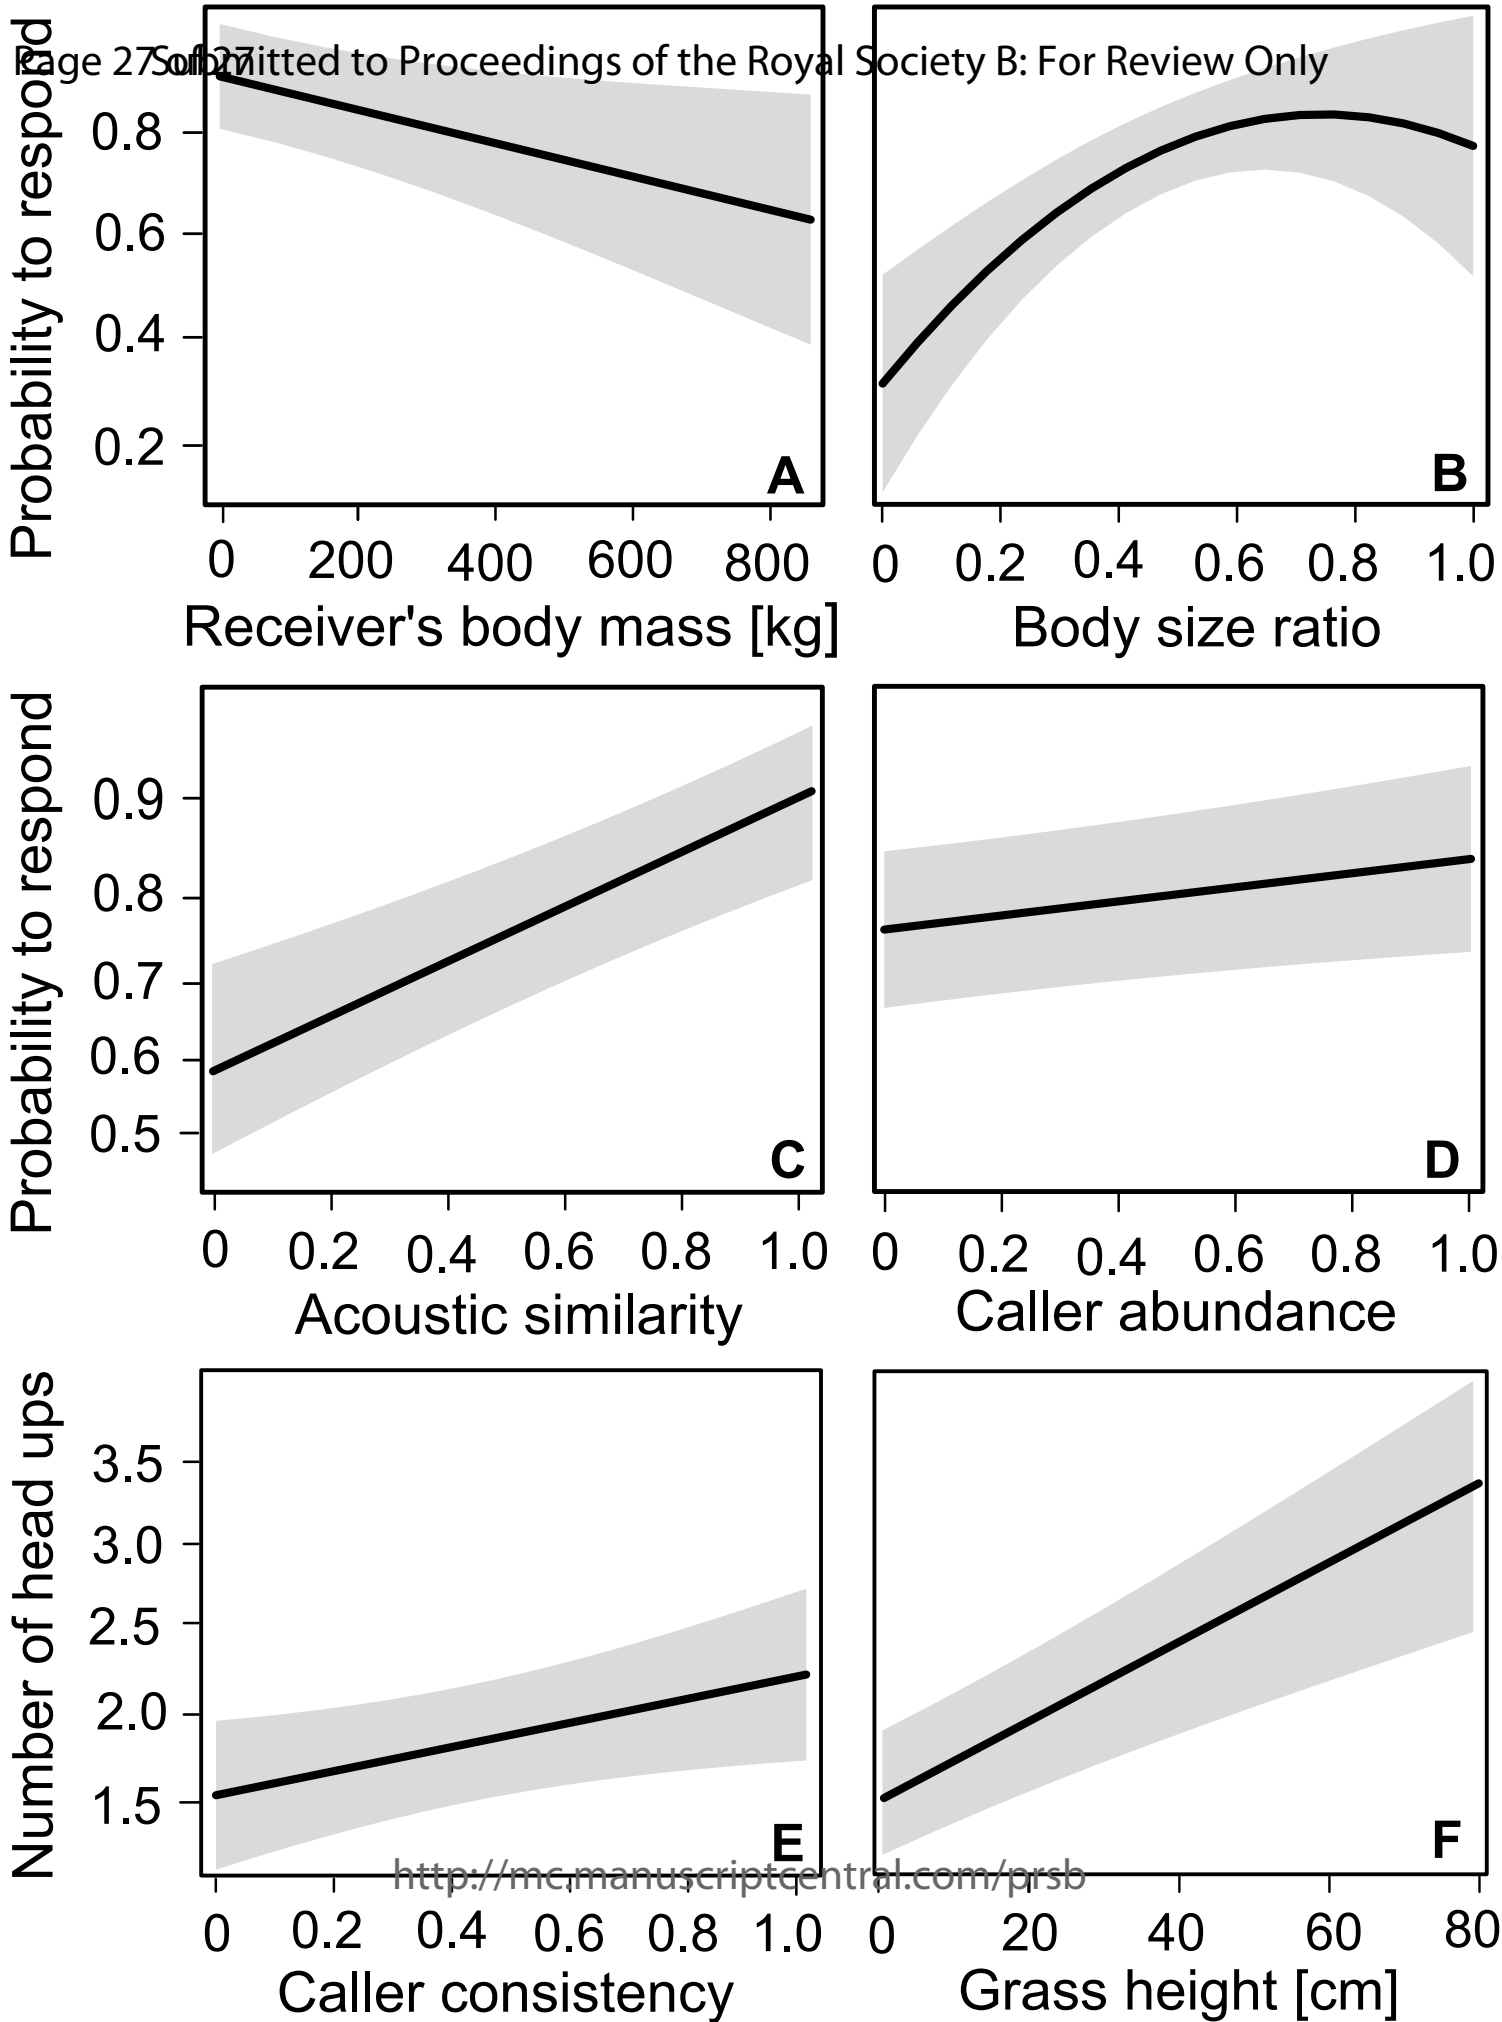 Page 27 of 27
Submitted to Proceedings of the Royal Society B: For Review Only
Probability to respond
0.8
0.6
0.4
0.2
A
B
0 200 400 600 800
0 0.2 0.4 0.6 0.8 1.0
Receiver's body mass [kg]
Body size ratio
Probability to respond
0.9
0.8
0.7
0.6
0.5
C
D
0 0.2 0.4 0.6 0.8 1.0
0 0.2 0.4 0.6 0.8 1.0
Acoustic similarity
Caller abundance
Number of head ups
3.5
3.0
2.5
2.0
1.5
E
F
http://mc.manuscriptcentral.com/prsb
0 0.2 0.4 0.6 0.8 1.0
0 20 40 60 80
Caller consistency
Grass height [cm]